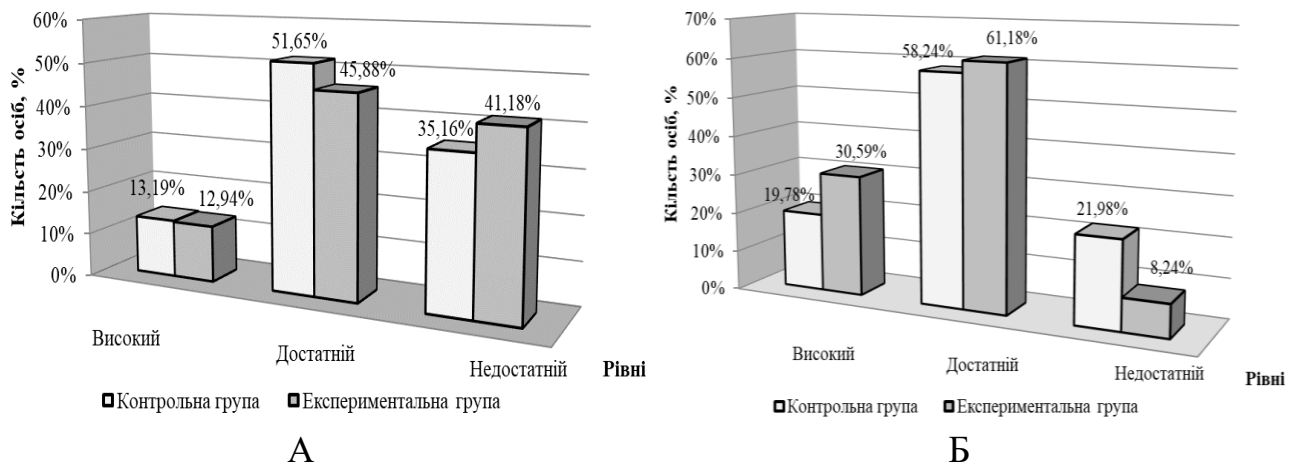 Кількть осіб, %
60%
50%
40%
30%
20%
10%
0%
13,19%
12,94%
51,65%
45,88%
35,16%
41,18%
Високий
Достатній
Недостатній
Рівні
Контрольна група Експериментальна група
А
Кількть осіб, %
70%
60%
50%
40%
30%
20%
10%
0%
19,78%
30,59%
58,24%
61,18%
21,98%
8,24%
Високий
Достатній
Недостатній
Рівні
Контрольна група Експериментальна група
Б